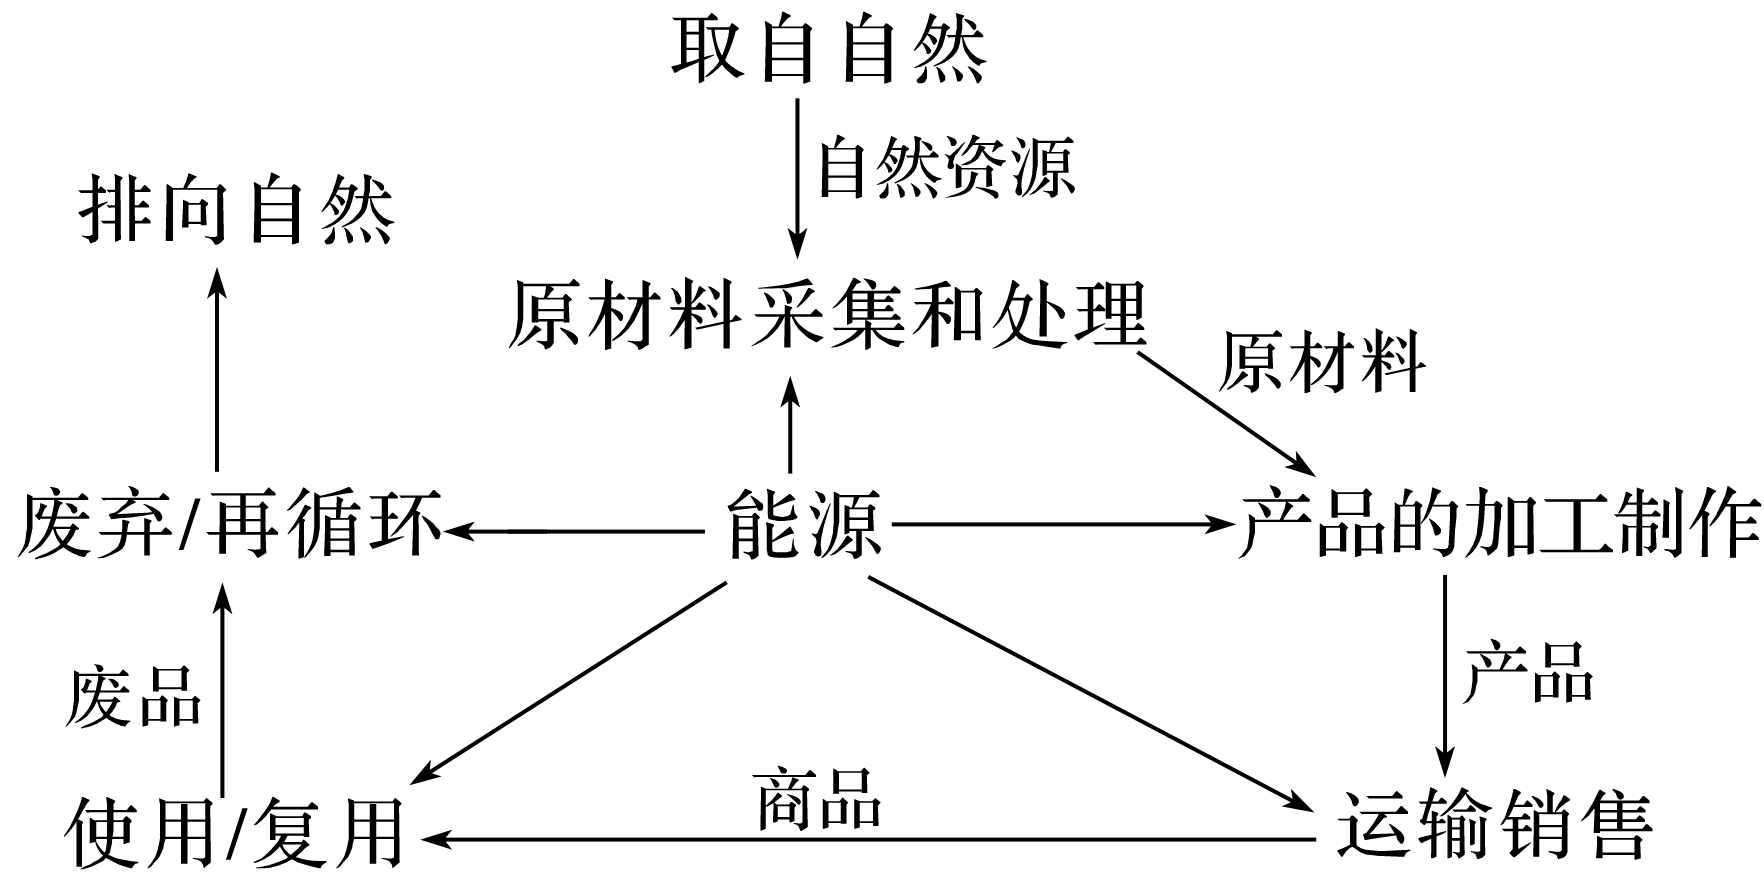 取自自然
自然资源
排向自然
原材料采集和处理
原材料
废弃/再循环
能源
产品的加工制作
废品
产品
商品
使用/复用
运输销售